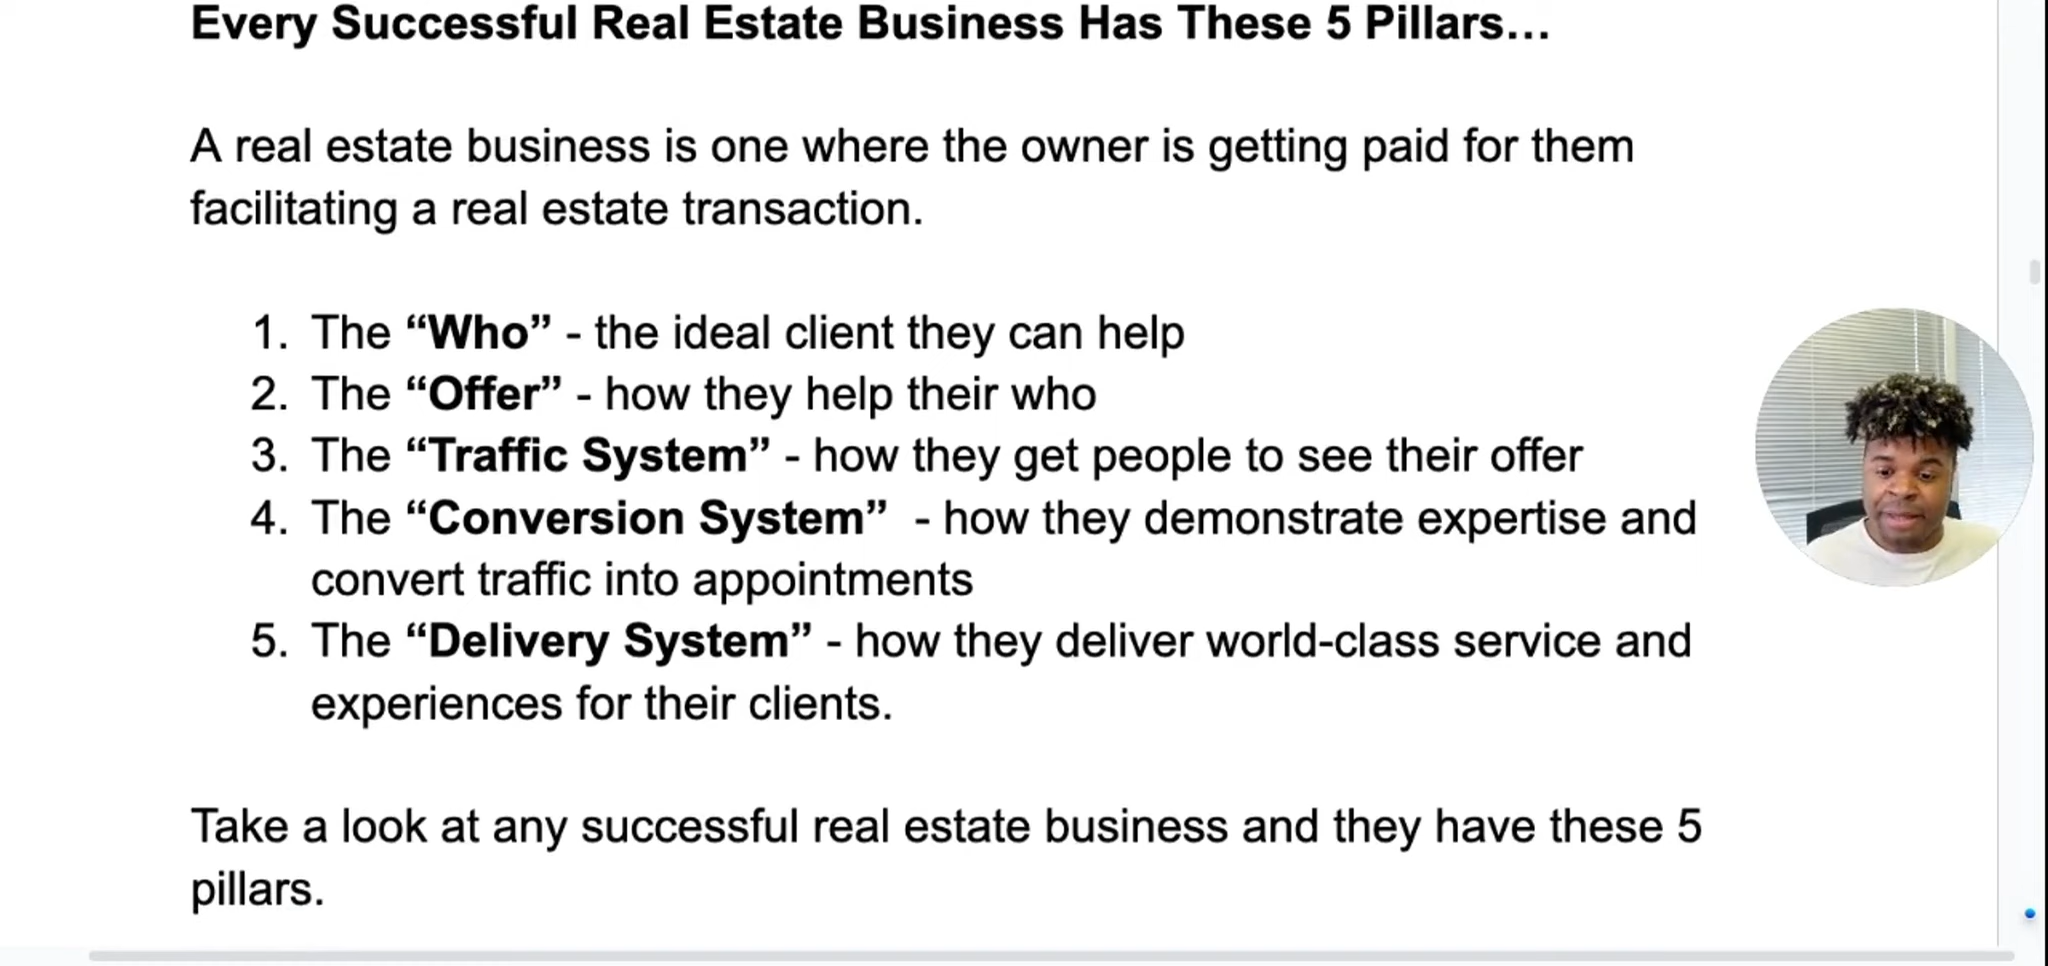 Every Successful Real Estate Business Has These 5 Pillars…
A real estate business is one where the owner is getting paid for them
facilitating a real estate transaction.
1. The “Who” - the ideal client they can help
2. The “Offer” - how they help their who
3. The “Traffic System” - how they get people to see their offer
4. The “Conversion System”  - how they demonstrate expertise and
convert traffic into appointments
5. The “Delivery System” - how they deliver world-class service and
experiences for their clients.
Take a look at any successful real estate business and they have these 5
pillars.